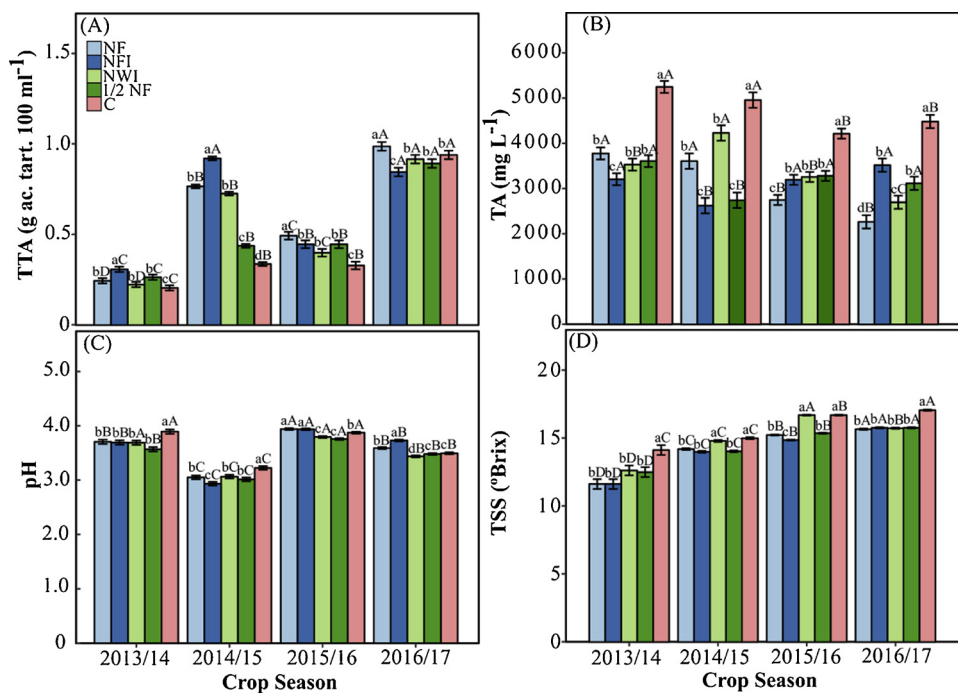 (A)
NF
NFI
NWI
1/2 NF
C
TTA (g ac. tart. 100 ml⁻¹)
1.5
1.0
0.5
0
bD aC bD bC cC
bB aA bB cB dB
aC bB bC bB cB
aA cA bA bA bA
(B)
TA (mg L⁻¹)
6000
5000
4000
3000
2000
1000
0
bA cA bB bA aA
bA cB bA cB aA
cB bA bA bA aB
dB aA cC bA aB
(C)
pH
5.0
4.0
3.0
2.0
1.0
0
bB bB bB bB aA
bC cC bC bC aC
aA aA cA cA bA
bB aB dB cB cB
2013/14 2014/15 2015/16 2016/17
Crop Season
(D)
TSS (ºBrix)
20
15
10
5
0
bD bD bD bD aC
bC bC aC bC aC
bB cB aA bB aB
bA bA bB bA aA
2013/14 2014/15 2015/16 2016/17
Crop Season